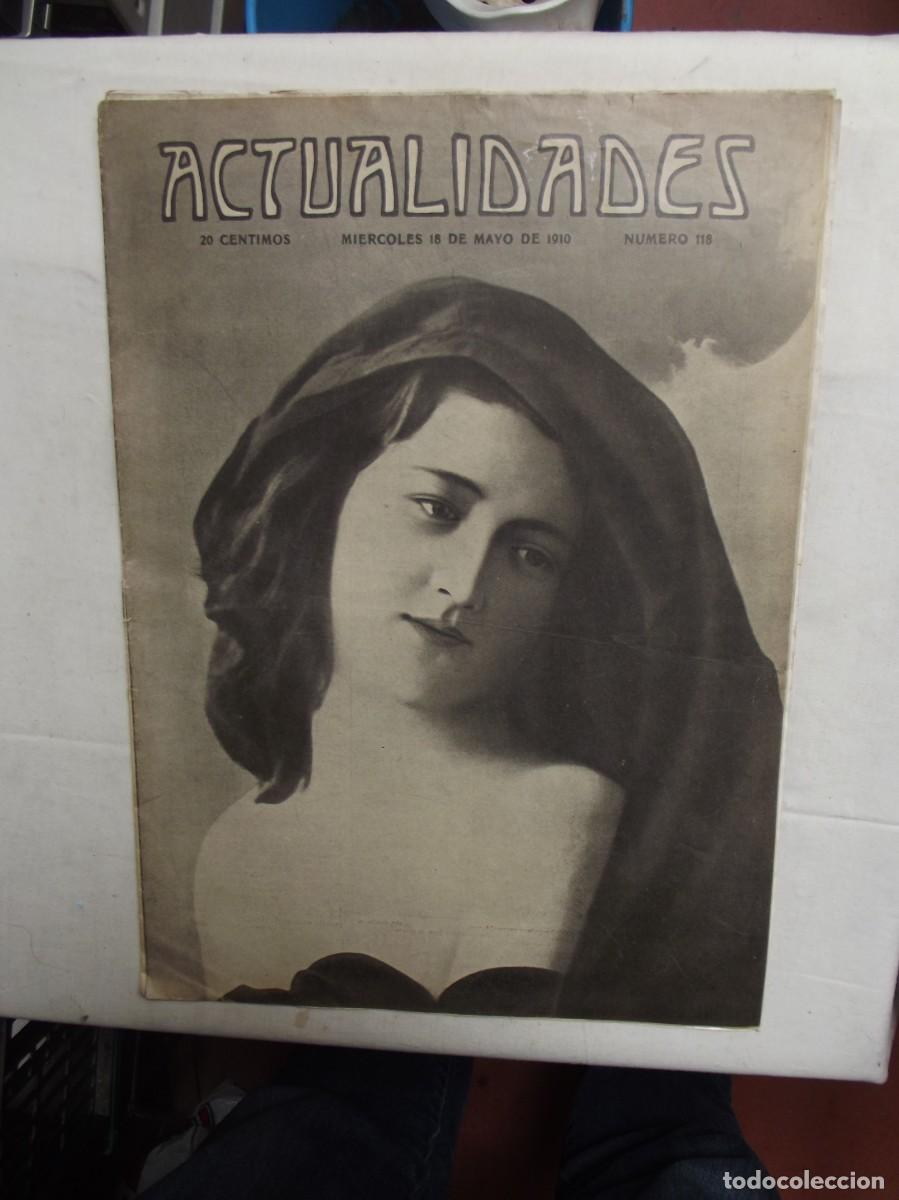 ACTUALIDADES
20 CENTIMOS MIERCOLES 18 DE MAYO DE 1910 NUMERO 118
todocoleccion